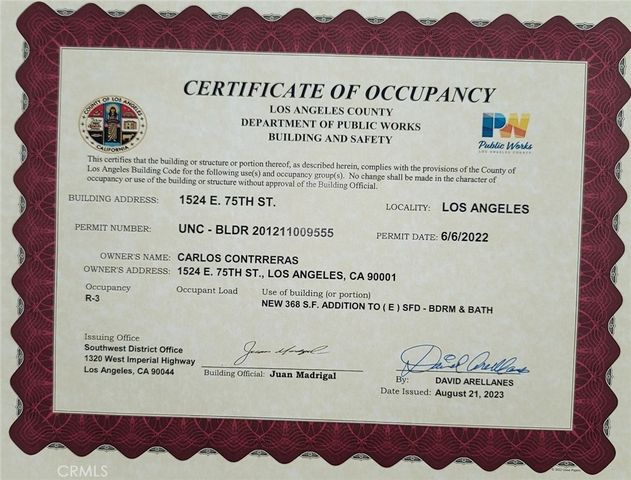 CERTIFICATE OF OCCUPANCY
LOS ANGELES COUNTY
DEPARTMENT OF PUBLIC WORKS
BUILDING AND SAFETY
COUNTY OF LOS ANGELES
CALIFORNIA
PW
Public Works
LOS ANGELES COUNTY
This certifies that the building or structure or portion thereof, as described herein, complies with the provisions of the County of
Los Angeles Building Code for the following use(s) and occupancy group(s). No change shall be made in the character of
occupancy or use of the building or structure without approval of the Building Official.
BUILDING ADDRESS: 1524 E. 75TH ST. LOCALITY: LOS ANGELES
PERMIT NUMBER: UNC - BLDR 201211009555 PERMIT DATE: 6/6/2022
OWNER'S NAME: CARLOS CONTRRERAS
OWNER'S ADDRESS: 1524 E. 75TH ST., LOS ANGELES, CA 90001
Occupancy Occupant Load Use of building (or portion)
R-3 NEW 368 S.F. ADDITION TO ( E ) SFD - BDRM & BATH
Issuing Office
Southwest District Office
1320 West Imperial Highway
Los Angeles, CA 90044
Juan Madrigal
Building Official: Juan Madrigal
David Arellanes
By: DAVID ARELLANES
Date Issued: August 21, 2023
CRMLS